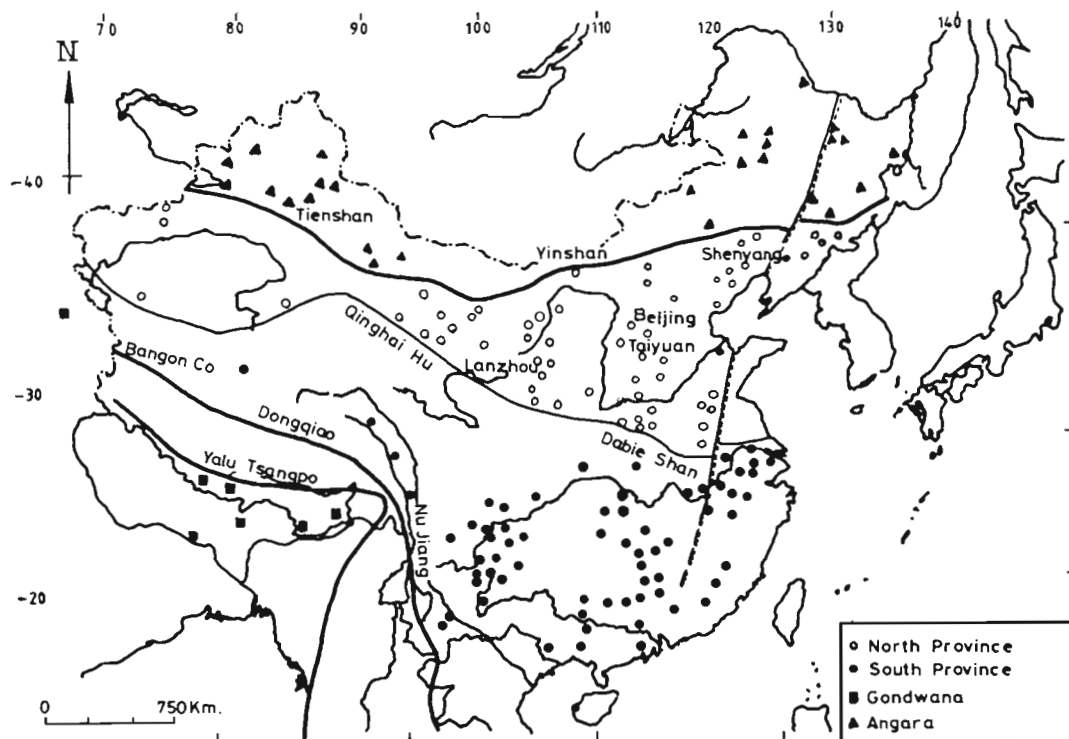 70 80 90 100 110 120 130 140
N
-40
Tienshan
Yinshan
Shenyang
Qinghai Hu
Beijing
Taiyuan
Bangon Co
Lanzhou
-30
Dongqiao
Dabie Shan
Yalu Tsangpo
Nu Jiang
-20
North Province
South Province
Gondwana
Angara
0 750 Km.